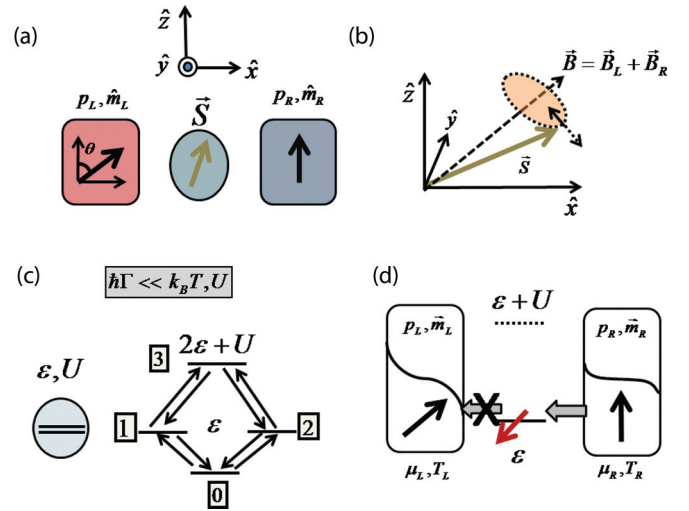 (a)
ẑ
ŷ
x̂
p_L, m̂_L
S⃗
p_R, m̂_R
θ
(b)
B⃗ = B⃗_L + B⃗_R
ẑ
ŷ
s⃗
x̂
(c)
ħΓ << k_B T, U
3
2ε + U
ε, U
1
ε
2
0
(d)
ε + U
p_L, m⃗_L
p_R, m⃗_R
X
ε
μ_L, T_L
μ_R, T_R